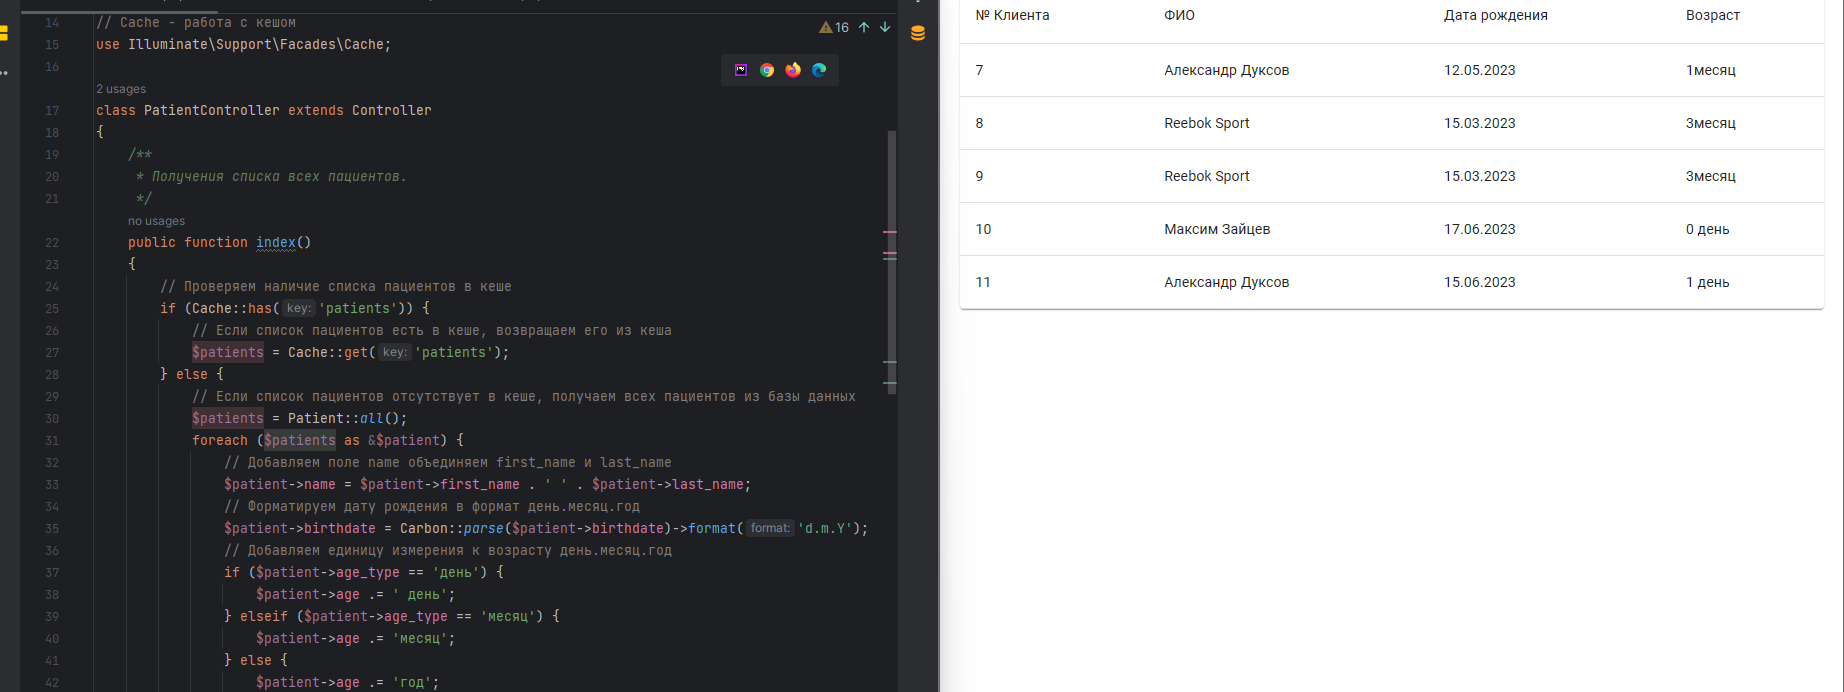 14 // Cache - работа с кешом
16
15 use Illuminate\Support\Facades\Cache;
16
2 usages
17 class PatientController extends Controller
18 {
19 /**
20 * Получения списка всех пациентов.
21 */
no usages
22 public function index()
23 {
24 // Проверяем наличие списка пациентов в кеше
25 if (Cache::has( key: 'patients')) {
26 // Если список пациентов есть в кеше, возвращаем его из кеша
27 $patients = Cache::get( key: 'patients');
28 } else {
29 // Если список пациентов отсутствует в кеше, получаем всех пациентов из базы данных
30 $patients = Patient::all();
31 foreach ($patients as &$patient) {
32 // Добавляем поле name объединяем first_name и last_name
33 $patient->name = $patient->first_name . ' ' . $patient->last_name;
34 // Форматируем дату рождения в формат день.месяц.год
35 $patient->birthdate = Carbon::parse($patient->birthdate)->format( format: 'd.m.Y');
36 // Добавляем единицу измерения к возрасту день.месяц.год
37 if ($patient->age_type == 'день') {
38 $patient->age .= ' день';
39 } elseif ($patient->age_type == 'месяц') {
40 $patient->age .= 'месяц';
41 } else {
42 $patient->age .= 'год';
№ Клиента ФИО Дата рождения Возраст
7 Александр Дуксов 12.05.2023 1месяц
8 Reebok Sport 15.03.2023 3месяц
9 Reebok Sport 15.03.2023 3месяц
10 Максим Зайцев 17.06.2023 0 день
11 Александр Дуксов 15.06.2023 1 день